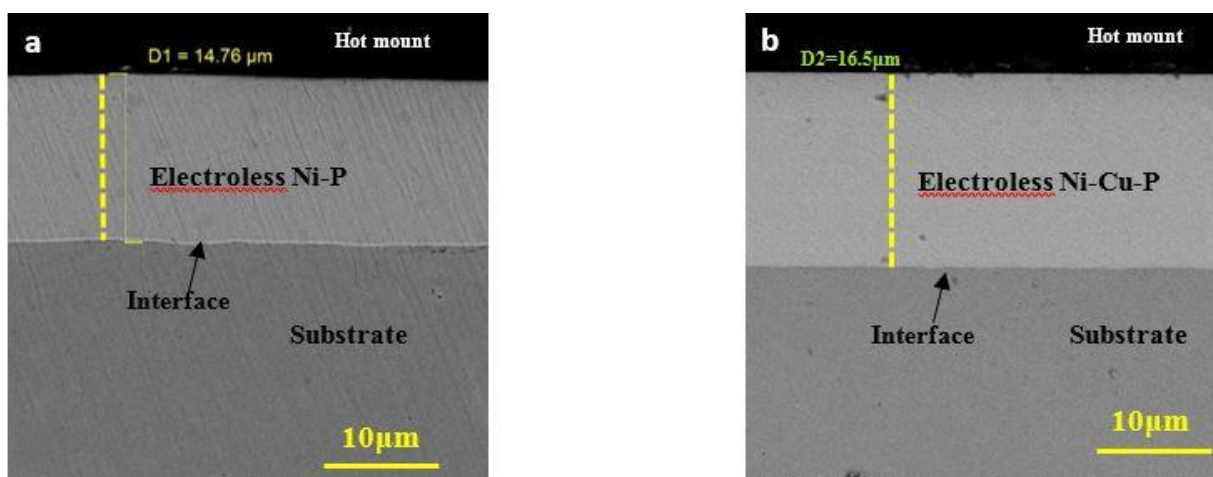 a
Hot mount
D1 = 14.76 µm
Electroless Ni-P
Interface
Substrate
10µm
b
Hot mount
D2=16.5µm
Electroless Ni-Cu-P
Interface
Substrate
10µm